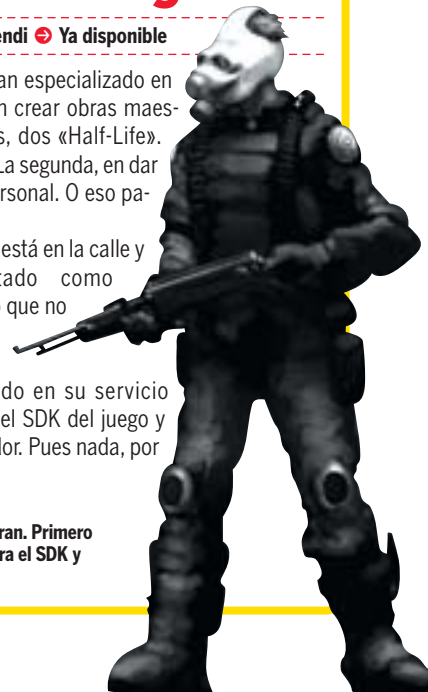 endi ➲ Ya disponible
an especializado en
n crear obras maes-
s, dos «Half-Life».
La segunda, en dar
rsonal. O eso pa-
está en la calle y
tado como
o que no
do en su servicio
el SDK del juego y
lor. Pues nada, por
ran. Primero
ra el SDK y